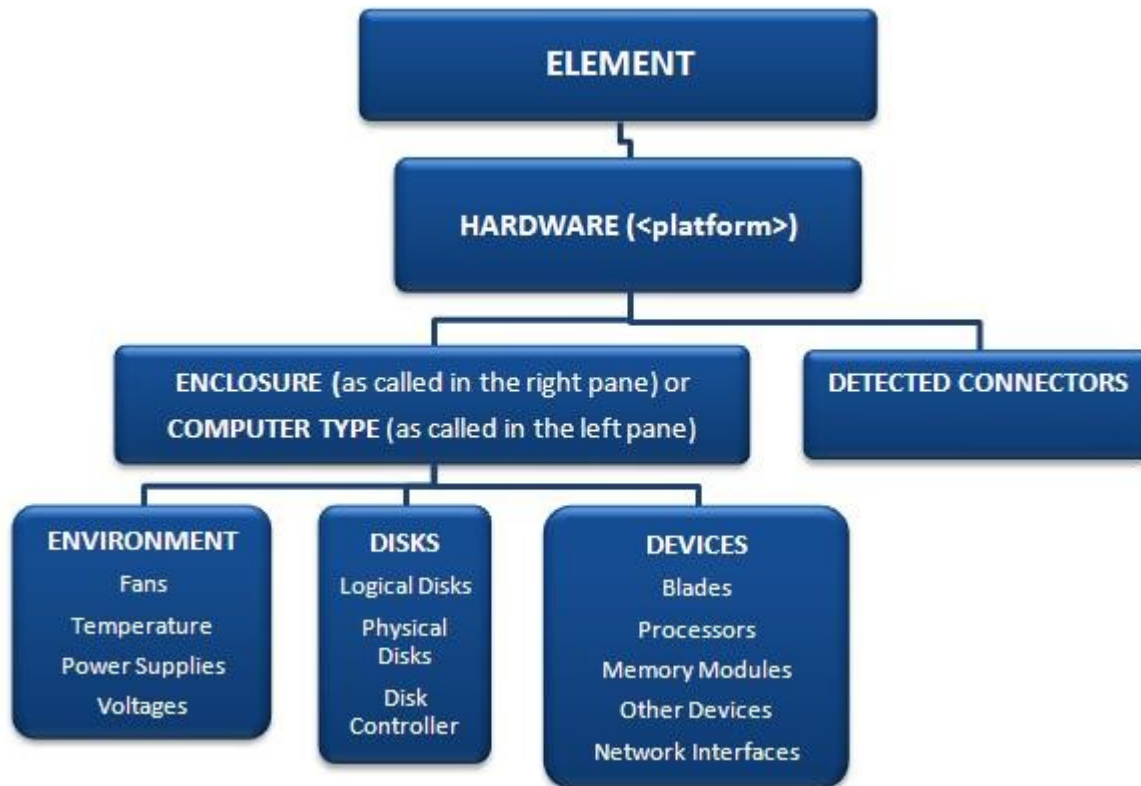 ELEMENT
HARDWARE (<platform>)
ENCLOSURE (as called in the right pane) or
COMPUTER TYPE (as called in the left pane)
DETECTED CONNECTORS
ENVIRONMENT
Fans
Temperature
Power Supplies
Voltages
DISKS
Logical Disks
Physical
Disks
Disk
Controller
DEVICES
Blades
Processors
Memory Modules
Other Devices
Network Interfaces